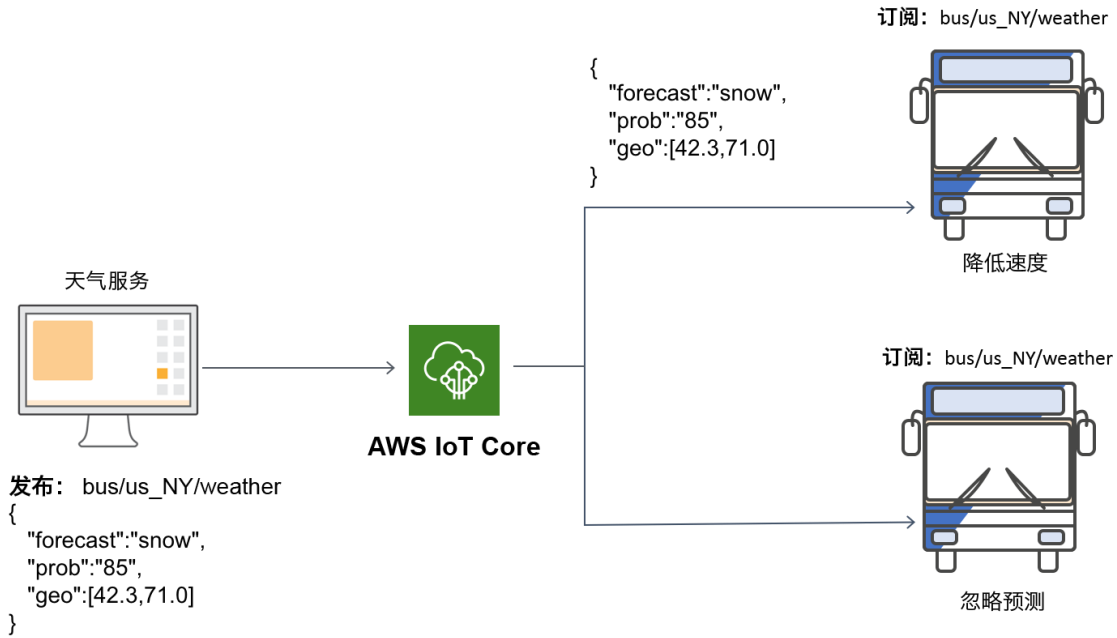 天气服务
发布： bus/us_NY/weather
{
"forecast":"snow",
"prob":"85",
"geo":[42.3,71.0]
}
AWS IoT Core
{
"forecast":"snow",
"prob":"85",
"geo":[42.3,71.0]
}
订阅：bus/us_NY/weather
降低速度
订阅：bus/us_NY/weather
忽略预测